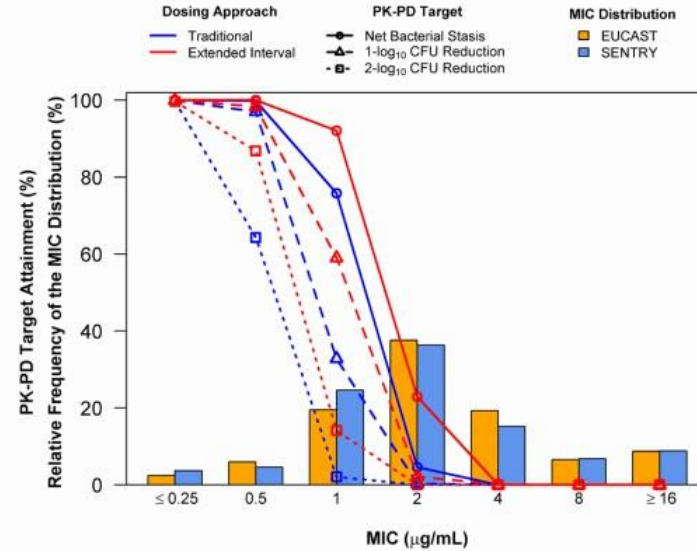 Dosing Approach
Traditional
Extended Interval
PK-PD Target
Net Bacterial Stasis
1-log₁₀ CFU Reduction
2-log₁₀ CFU Reduction
MIC Distribution
EUCAST
SENTRY
PK-PD Target Attainment (%)
Relative Frequency of the MIC Distribution (%)
100
80
60
40
20
0
≤ 0.25 0.5 1 2 4 8 ≥ 16
MIC (μg/mL)